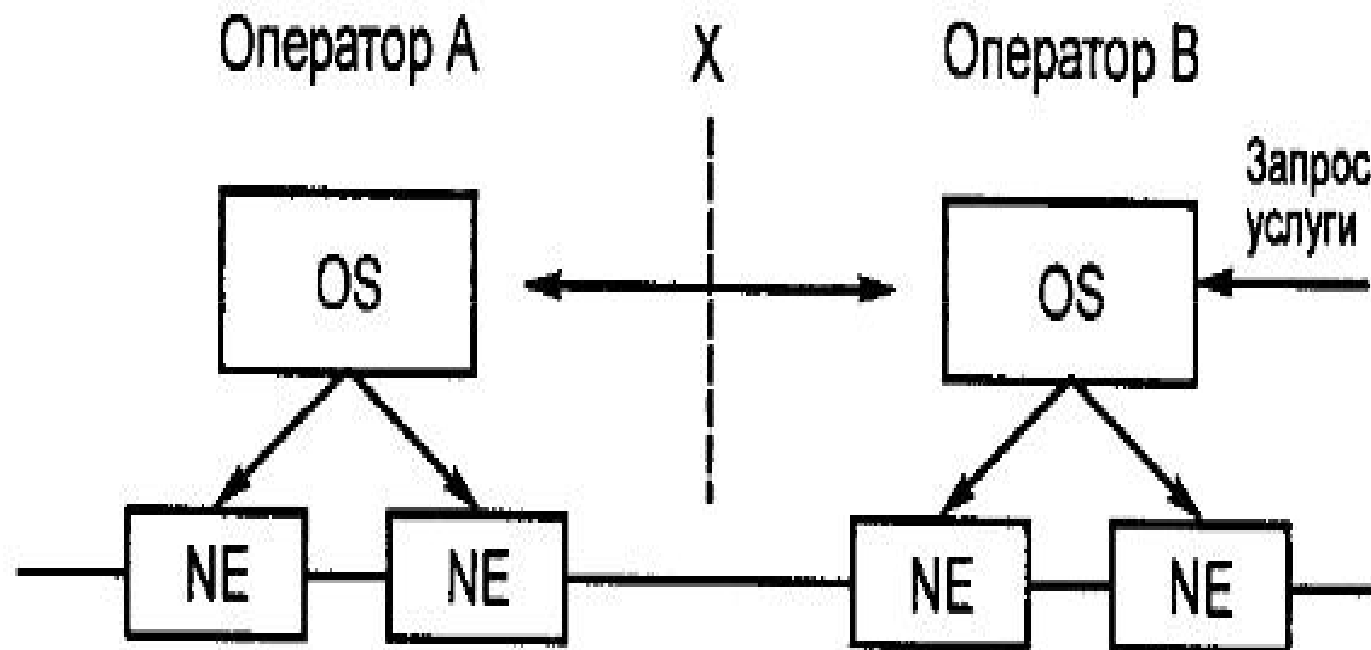 Оператор А
X
Оператор В
Запрос
услуги
OS
OS
NE
NE
NE
NE